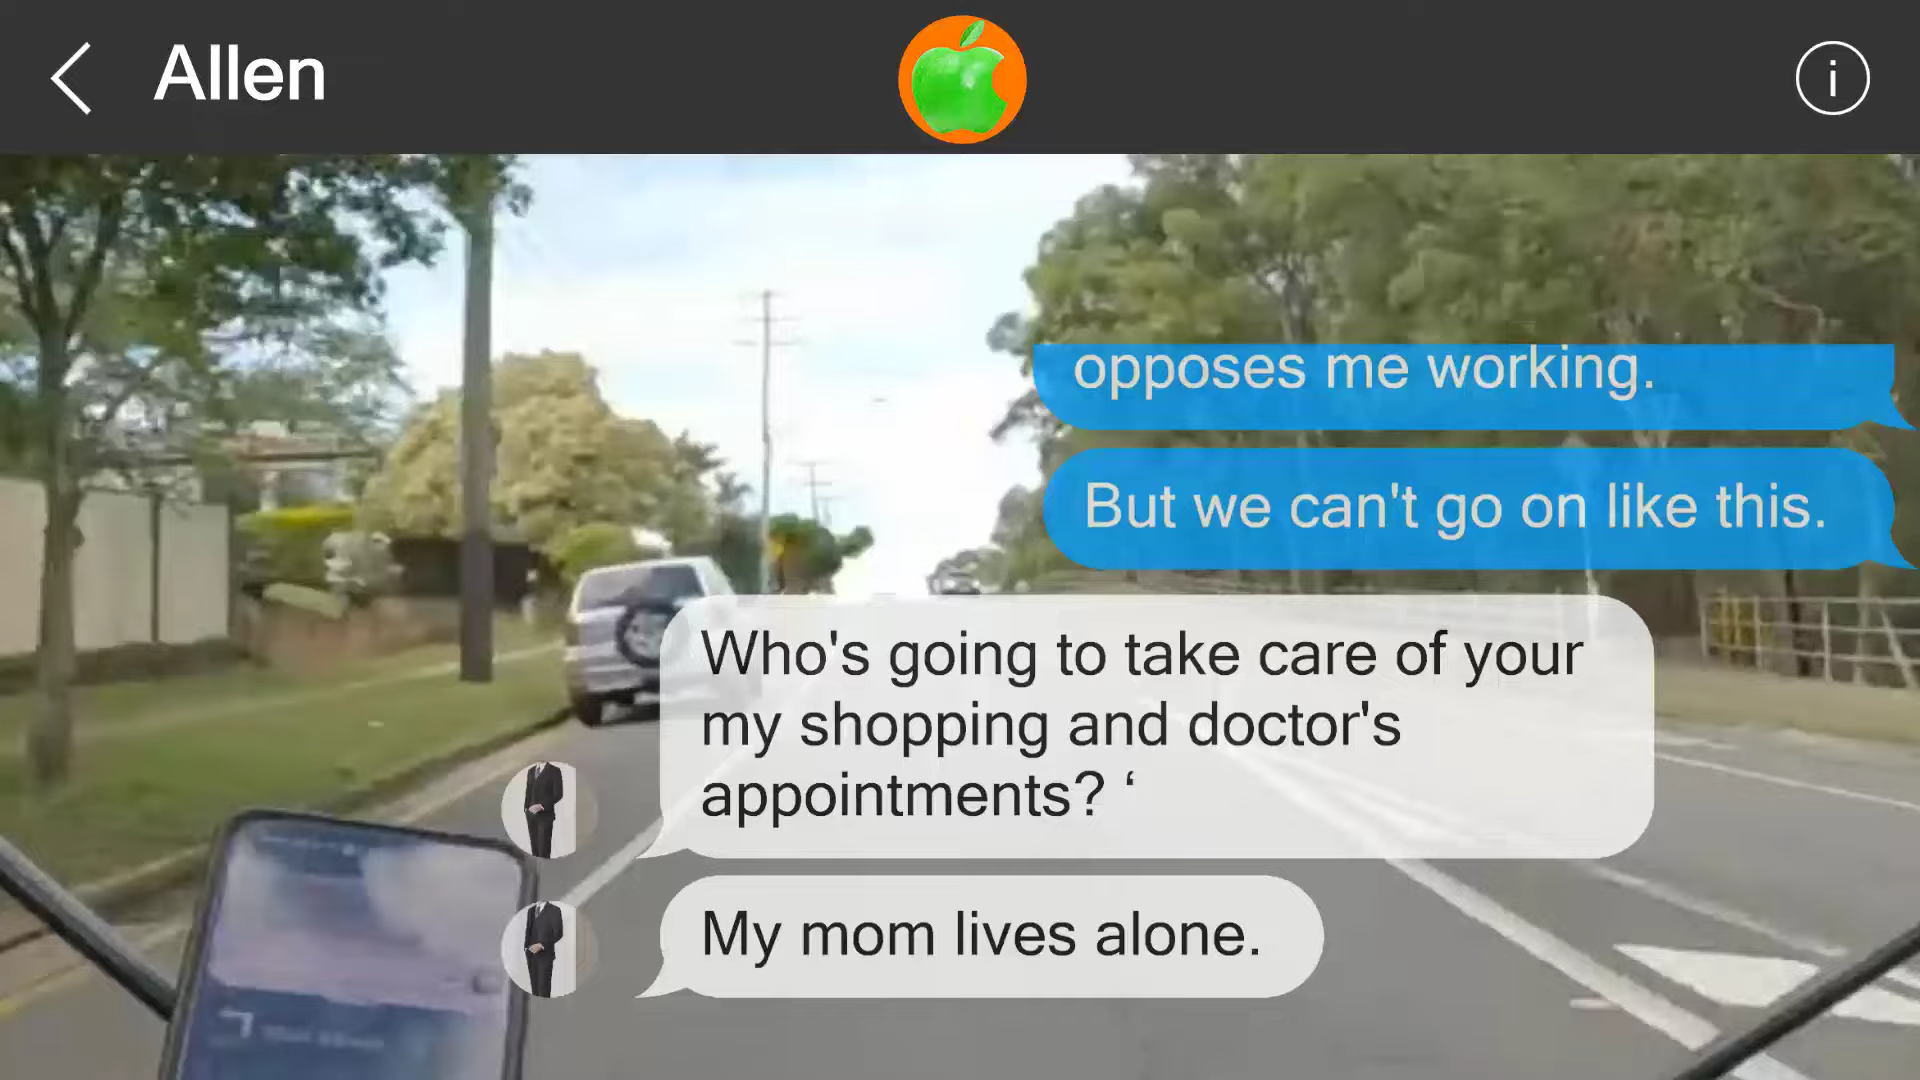 Allen
i
opposes me working.
But we can't go on like this.
Who's going to take care of your
my shopping and doctor's
appointments? ‘
My mom lives alone.